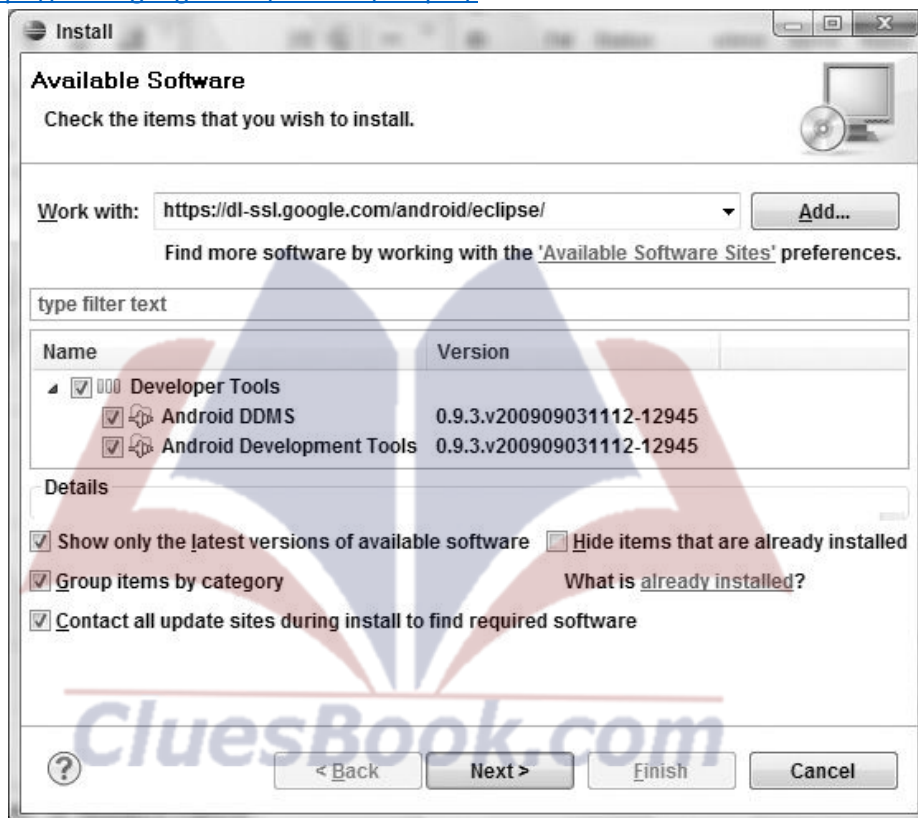 Install
Available Software
Check the items that you wish to install.
Work with: https://dl-ssl.google.com/android/eclipse/ Add...
Find more software by working with the 'Available Software Sites' preferences.
type filter text
Name Version
Developer Tools
Android DDMS 0.9.3.v200909031112-12945
Android Development Tools 0.9.3.v200909031112-12945
Details
Show only the latest versions of available software Hide items that are already installed
Group items by category What is already installed?
Contact all update sites during install to find required software
CluesBook.com
? < Back Next > Finish Cancel